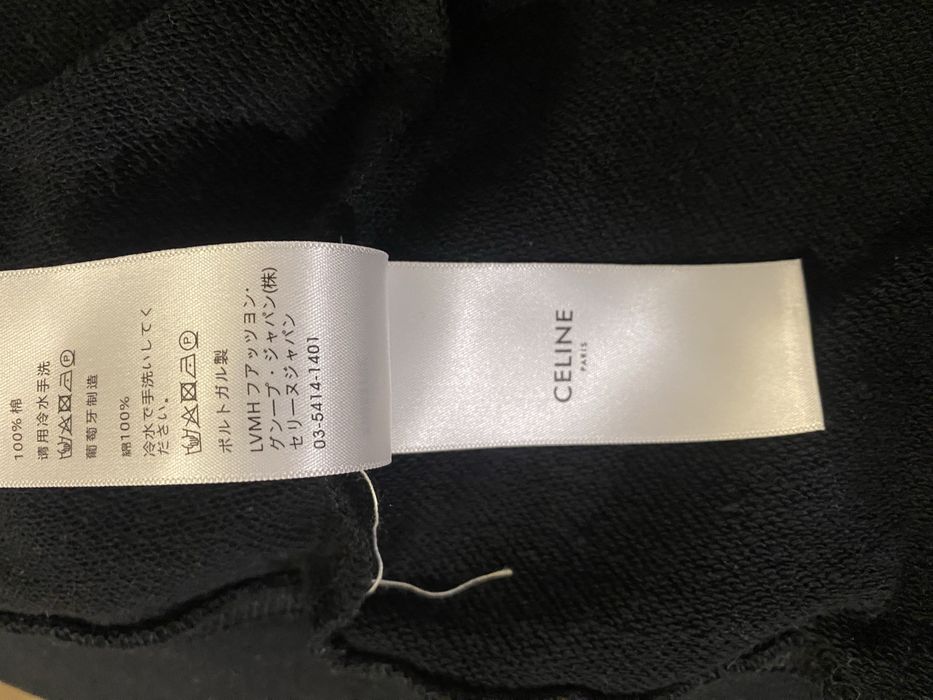 100%棉
请用冷水手洗
葡萄牙制造
綿100%
冷水で手洗いしてく
ださい。
ポルトガル製
LVMHファッション・
グループ・ジャパン(株)
セリーヌジャパン
03-5414-1401
CELINE
PARIS